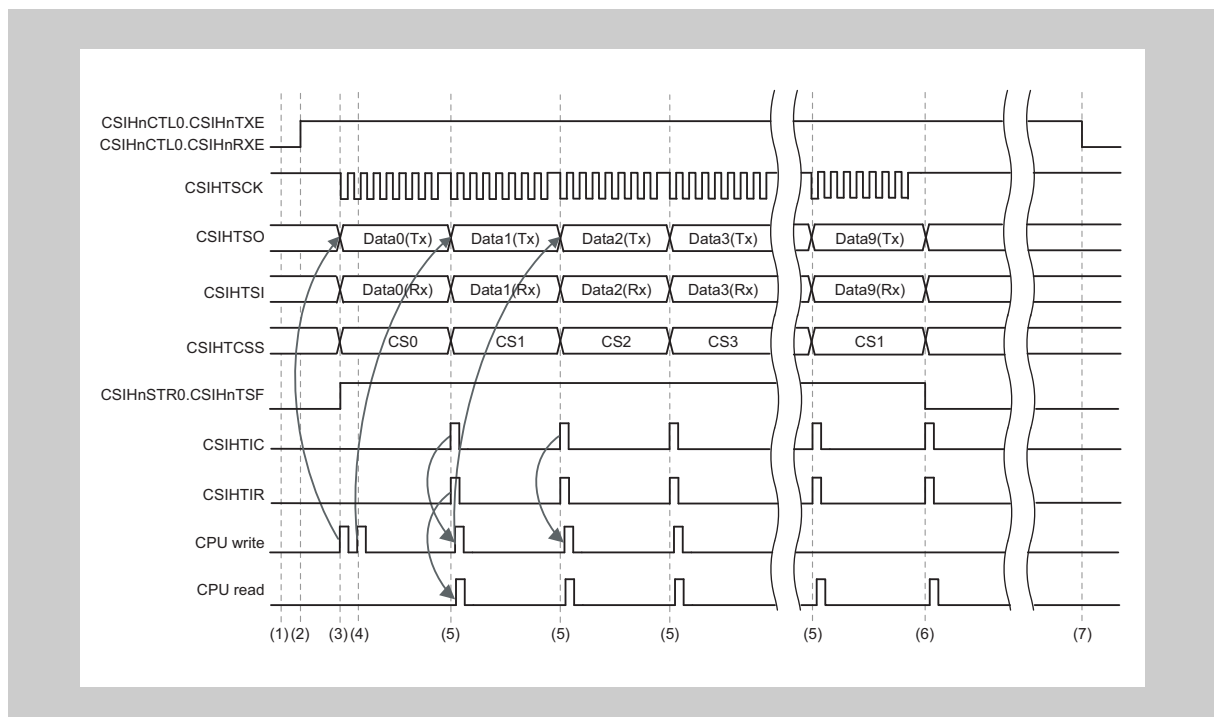 CSIHnCTL0.CSIHnTXE
CSIHnCTL0.CSIHnRXE
CSIHTSCK
CSIHTSO Data0(Tx) Data1(Tx) Data2(Tx) Data3(Tx) Data9(Tx)
CSIHTSI Data0(Rx) Data1(Rx) Data2(Rx) Data3(Rx) Data9(Rx)
CSIHTCSS CS0 CS1 CS2 CS3 CS1
CSIHnSTR0.CSIHnTSF
CSIHTIC
CSIHTIR
CPU write
CPU read
(1) (2) (3) (4) (5) (5) (5) (5) (6) (7)